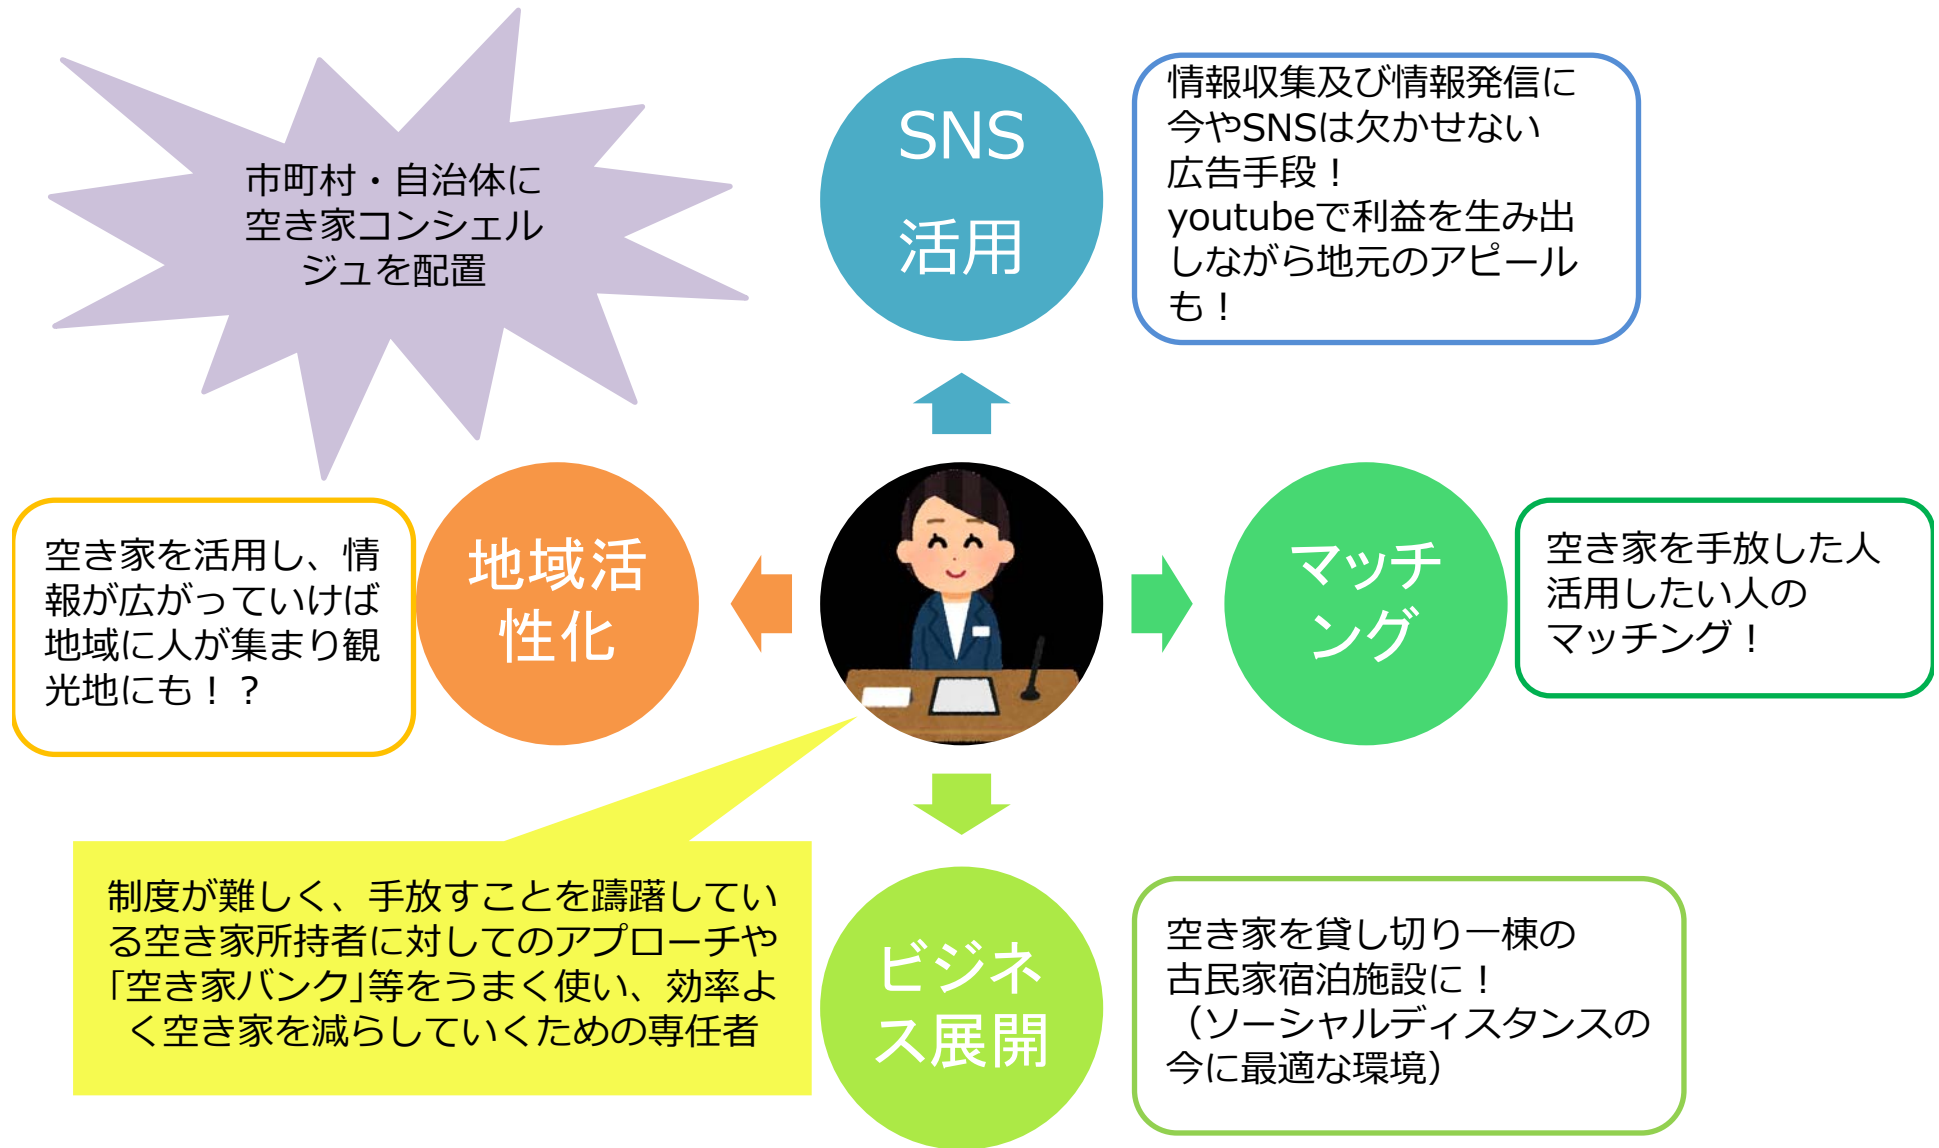 市町村・自治体に
空き家コンシェル
ジュを配置
SNS
活用
情報収集及び情報発信に
今やSNSは欠かせない
広告手段！
youtubeで利益を生み出
しながら地元のアピール
も！
空き家を活用し、情
報が広がっていけば
地域に人が集まり観
光地にも！？
地域活
性化
マッチ
ング
空き家を手放した人
活用したい人の
マッチング！
制度が難しく、手放すことを躊躇してい
る空き家所持者に対してのアプローチや
｢空き家バンク｣等をうまく使い、効率よ
く空き家を減らしていくための専任者
ビジネ
ス展開
空き家を貸し切り一棟の
古民家宿泊施設に！
（ソーシャルディスタンスの
今に最適な環境）